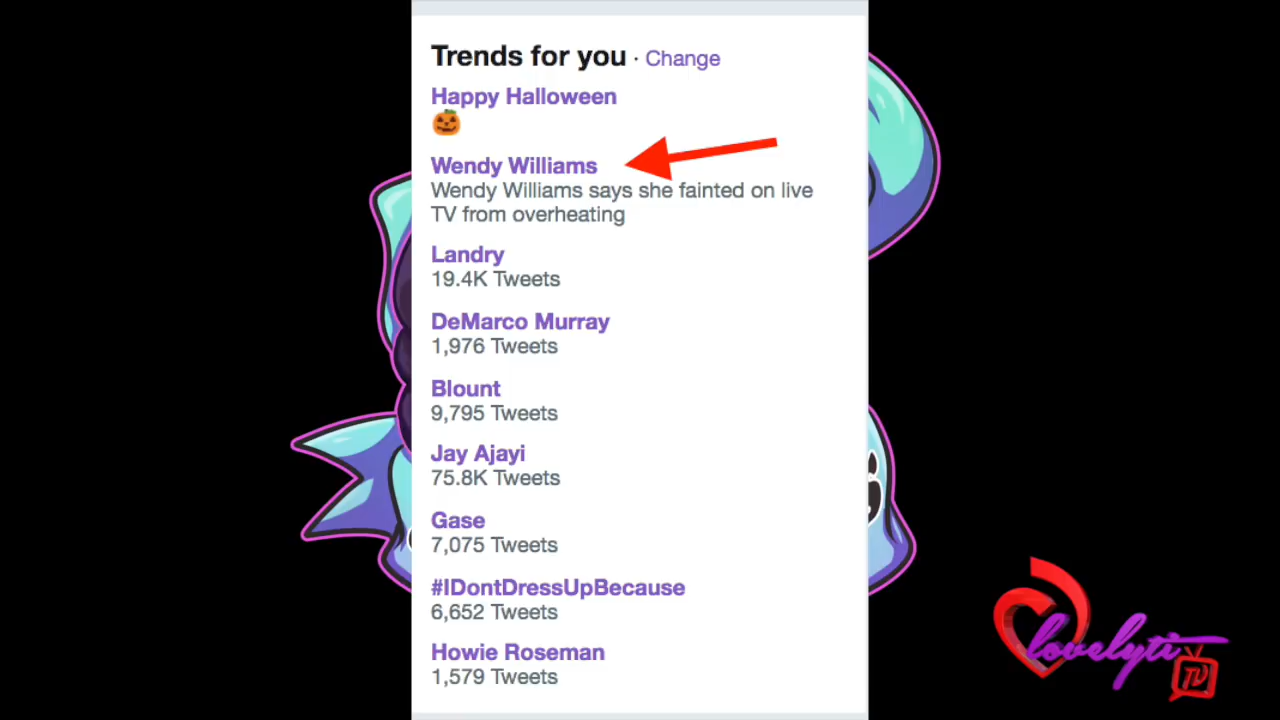 Trends for you · Change
Happy Halloween
🎃
Wendy Williams
Wendy Williams says she fainted on live
TV from overheating
Landry
19.4K Tweets
DeMarco Murray
1,976 Tweets
Blount
9,795 Tweets
Jay Ajayi
75.8K Tweets
Gase
7,075 Tweets
#IDontDressUpBecause
6,652 Tweets
Howie Roseman
1,579 Tweets
lovelyti
TV